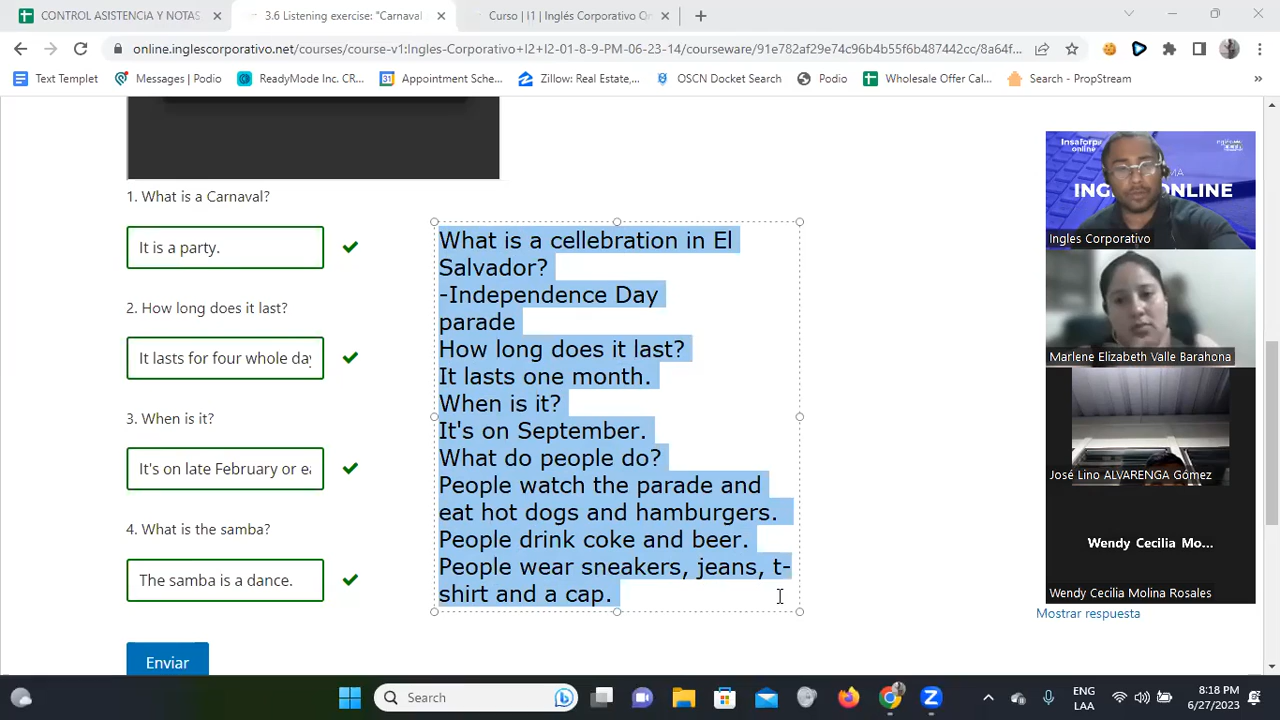 CONTROL ASISTENCIA Y NOTAS
3.6 Listening exercise: "Carnaval
Curso | I1 | Inglés Corporativo On
online.inglescorporativo.net/courses/course-v1:Ingles-Corporativo+I2+I2-01-8-9-PM-06-23-14/courseware/91e782af29e74c96b4b55f6b487442cc/8a64f...
Text Templet
Messages | Podio
ReadyMode Inc. CR...
Appointment Sche...
Zillow: Real Estate,...
OSCN Docket Search
Podio
Wholesale Offer Cal...
Search - PropStream
1. What is a Carnaval?
It is a party.
2. How long does it last?
It lasts for four whole day
3. When is it?
It's on late February or ea
4. What is the samba?
The samba is a dance.
Enviar
What is a cellebration in El
Salvador?
-Independence Day
parade
How long does it last?
It lasts one month.
When is it?
It's on September.
What do people do?
People watch the parade and
eat hot dogs and hamburgers.
People drink coke and beer.
People wear sneakers, jeans, t-
shirt and a cap.
Ingles Corporativo
Marlene Elizabeth Valle Barahona
José Lino ALVARENGA Gómez
Wendy Cecilia Mo...
Wendy Cecilia Molina Rosales
Mostrar respuesta
Search
ENG
LAA
8:18 PM
6/27/2023